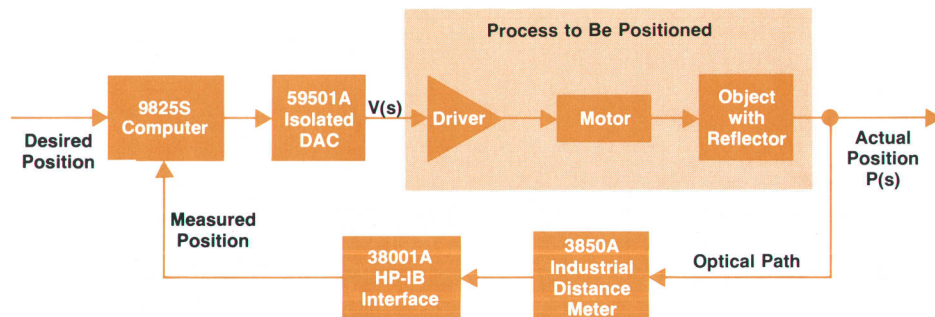 Process to Be Positioned
9825S
Computer
59501A
Isolated
DAC
V(s)
Driver
Motor
Object
with
Reflector
Desired
Position
Actual
Position
P(s)
Measured
Position
38001A
HP-IB
Interface
3850A
Industrial
Distance
Meter
Optical Path